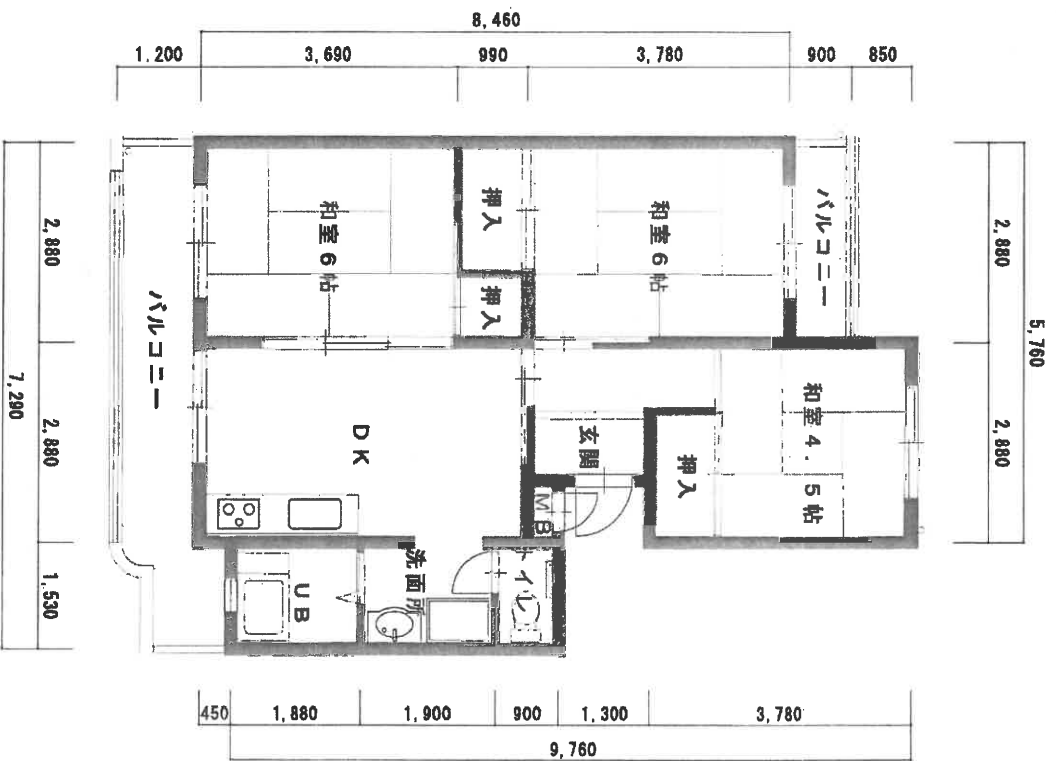 8,460
1.200
3,690
990
3,780
900
850
押入
和室6帖
和室6帖
バルコニー
押入
2,880
2,880
5,760
バルコニー
7,290
2,880
2,880
和室4.5帖
DK
玄関
押入
MB
1,530
洗面所
トイレ
UB
450
1,880
1,900
900
1,300
3,780
9,760